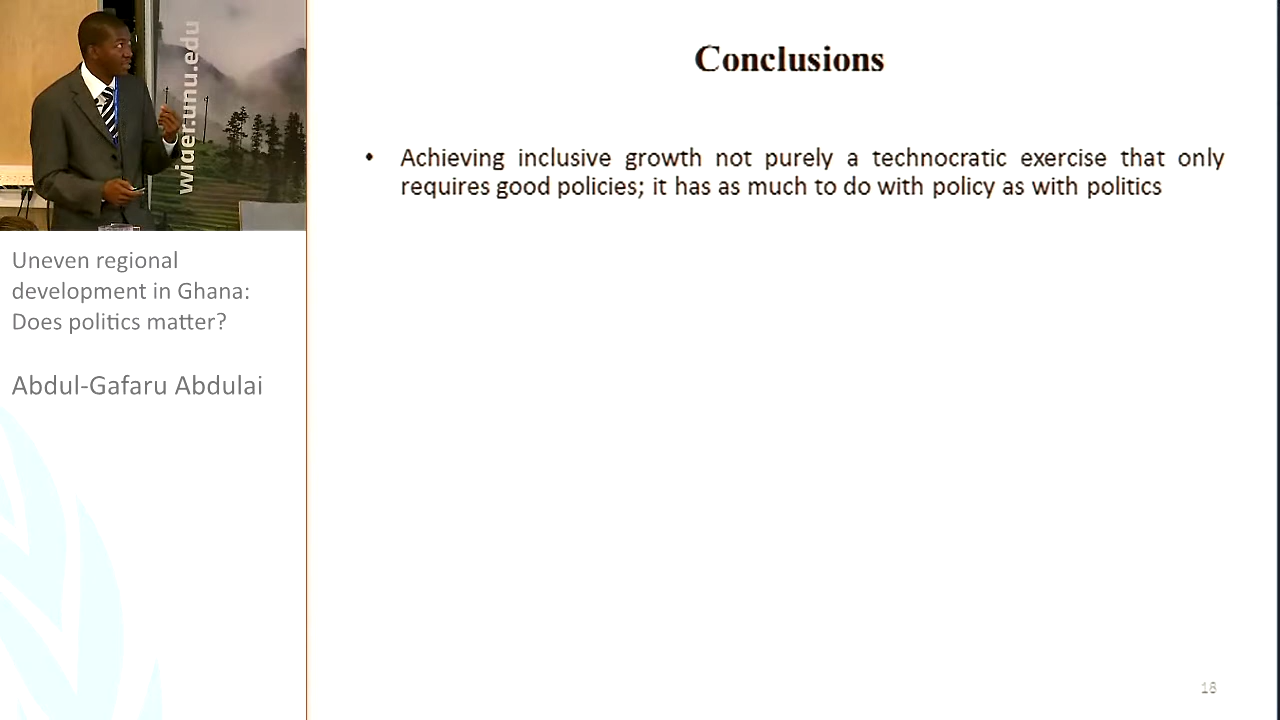 wider.unu.edu
Uneven regional
development in Ghana:
Does politics matter?
Abdul-Gafaru Abdulai
Conclusions
• Achieving inclusive growth not purely a technocratic exercise that only
requires good policies; it has as much to do with policy as with politics
18